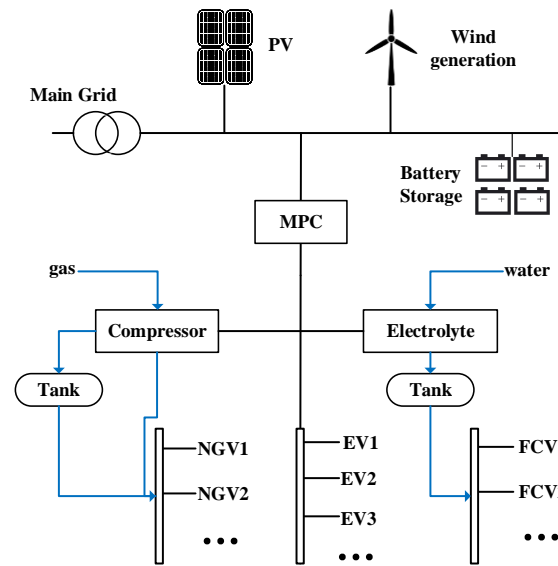 PV
Wind
generation
Main Grid
Battery
Storage
MPC
gas
water
Compressor
Electrolyte
Tank
Tank
NGV1
NGV2
EV1
EV2
EV3
FCV
FCV